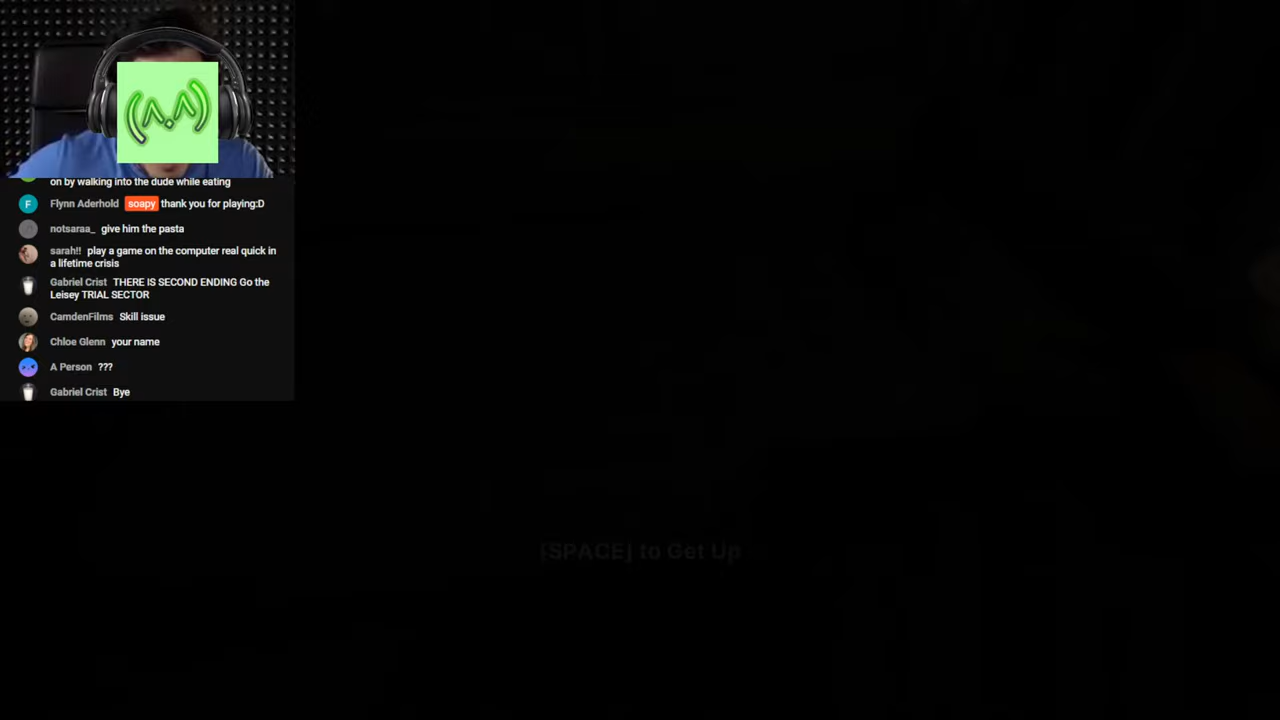 on by walking into the dude while eating
F Flynn Aderhold soapy thank you for playing:D
notsaraa_ give him the pasta
sarah!! play a game on the computer real quick in
a lifetime crisis
Gabriel Crist THERE IS SECOND ENDING Go the
Leisey TRIAL SECTOR
CamdenFilms Skill issue
Chloe Glenn your name
A Person ???
Gabriel Crist Bye
[SPACE] to Get Up